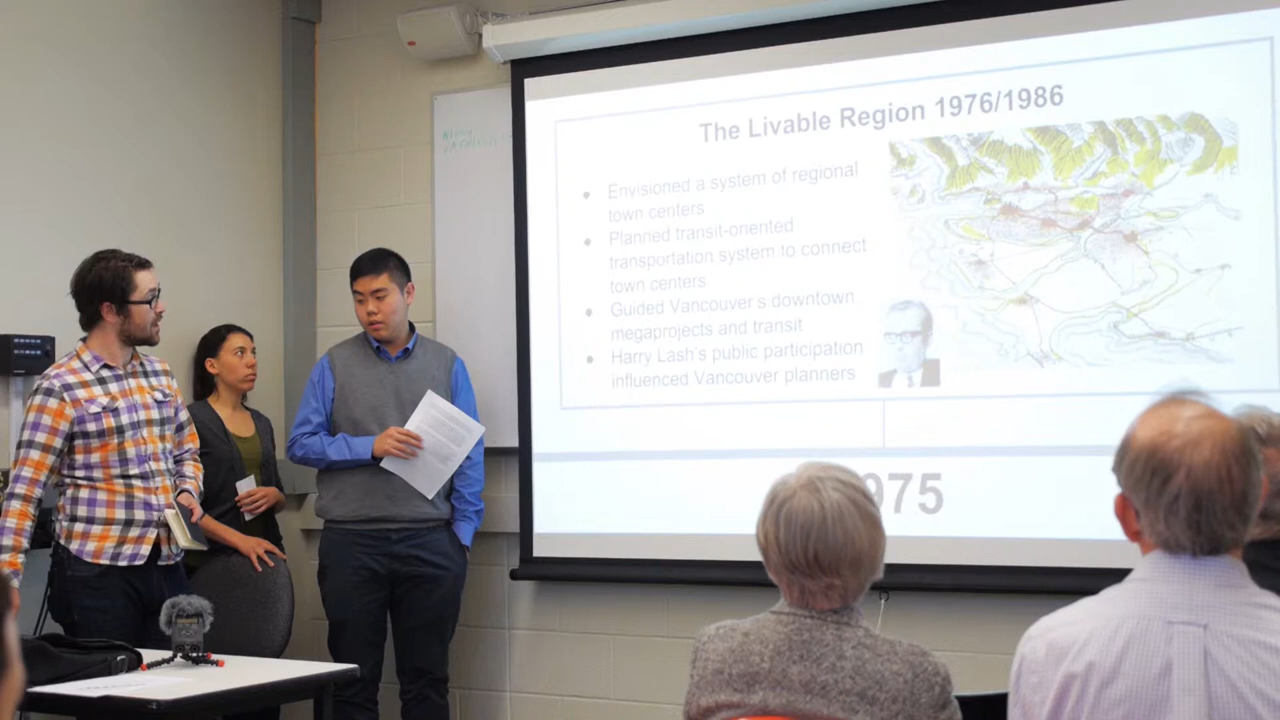 The Livable Region 1976/1986
Envisioned a system of regional
town centers
Planned transit-oriented
transportation system to connect
town centers
Guided Vancouver's downtown
megaprojects and transit
Harry Lash's public participation
influenced Vancouver planners
975